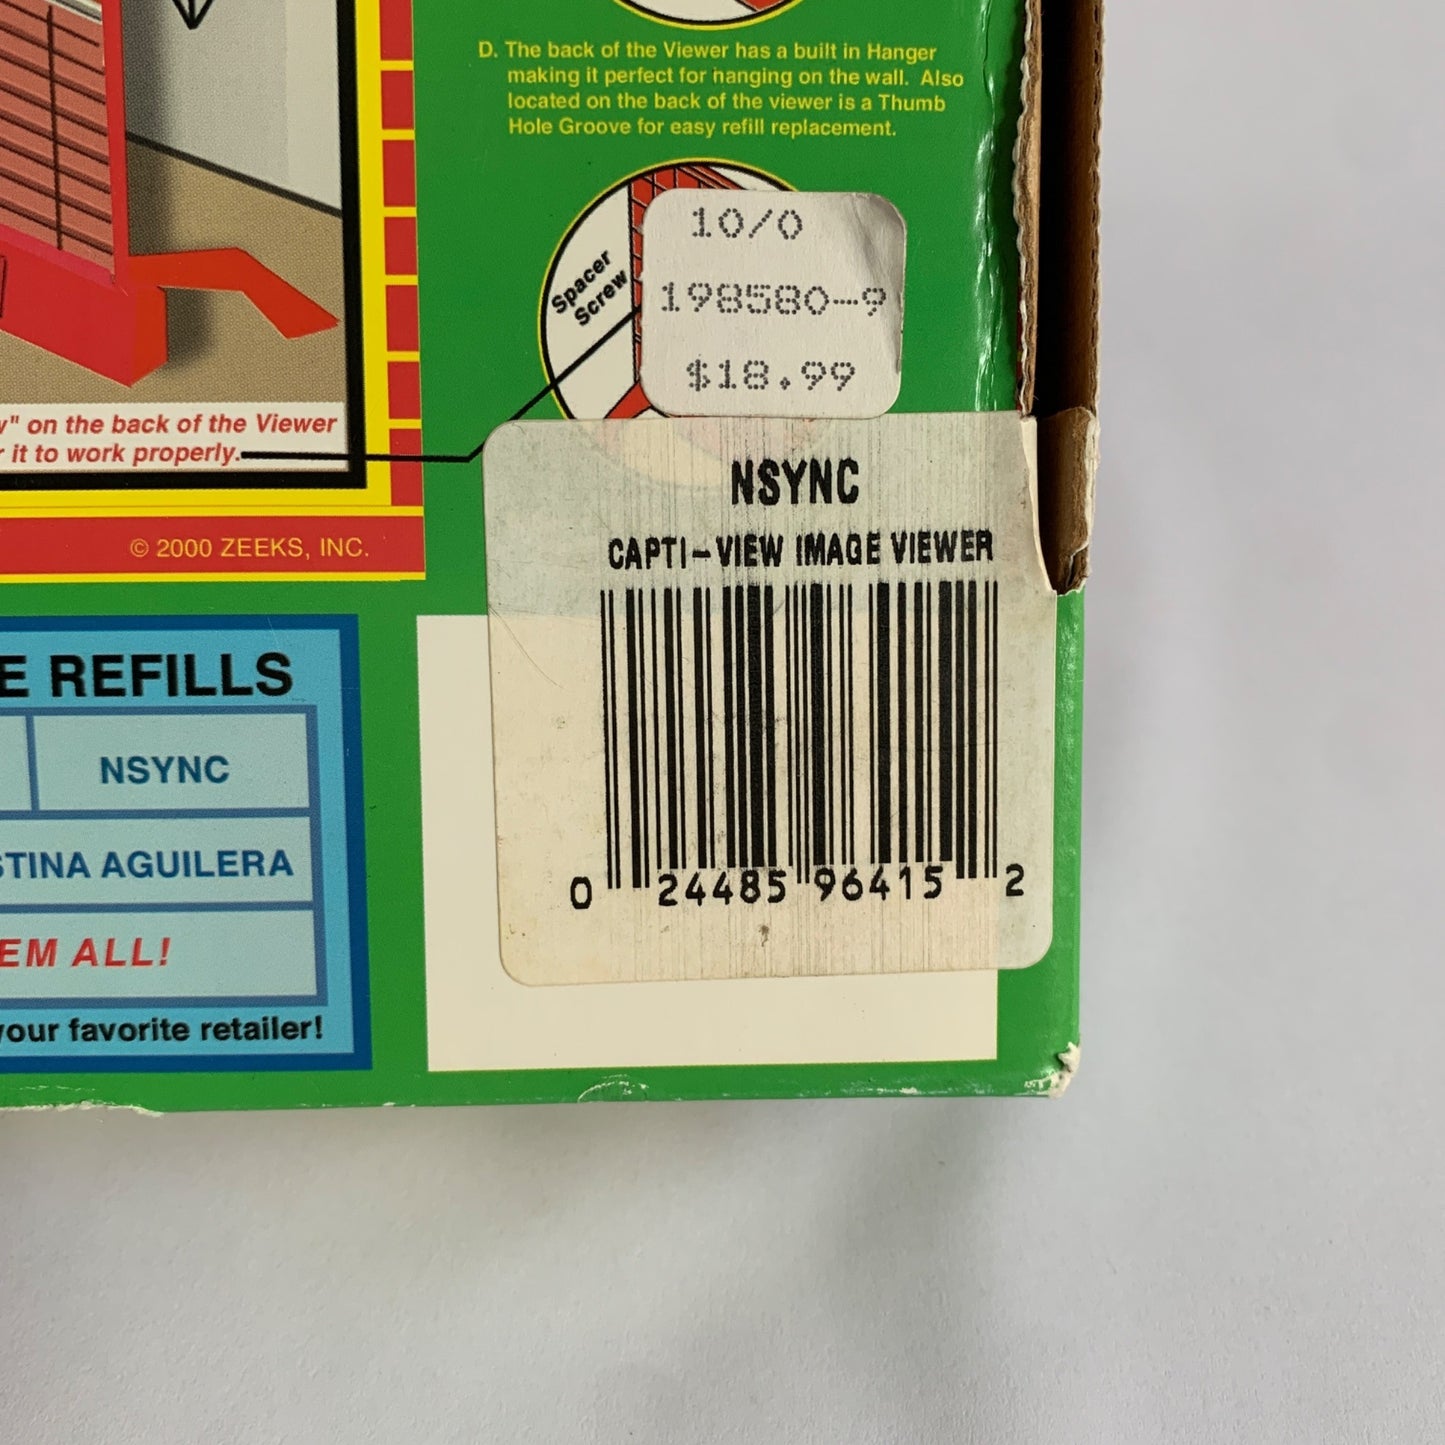 D. The back of the Viewer has a built in Hanger
making it perfect for hanging on the wall. Also
located on the back of the viewer is a Thumb
Hole Groove for easy refill replacement.
Spacer
Screw
10/0
198580-9
$18.99
" on the back of the Viewer
it to work properly.
© 2000 ZEEKS, INC.
NSYNC
CAPTI-VIEW IMAGE VIEWER
0 24485 96415 2
E REFILLS
NSYNC
STINA AGUILERA
EM ALL!
your favorite retailer!